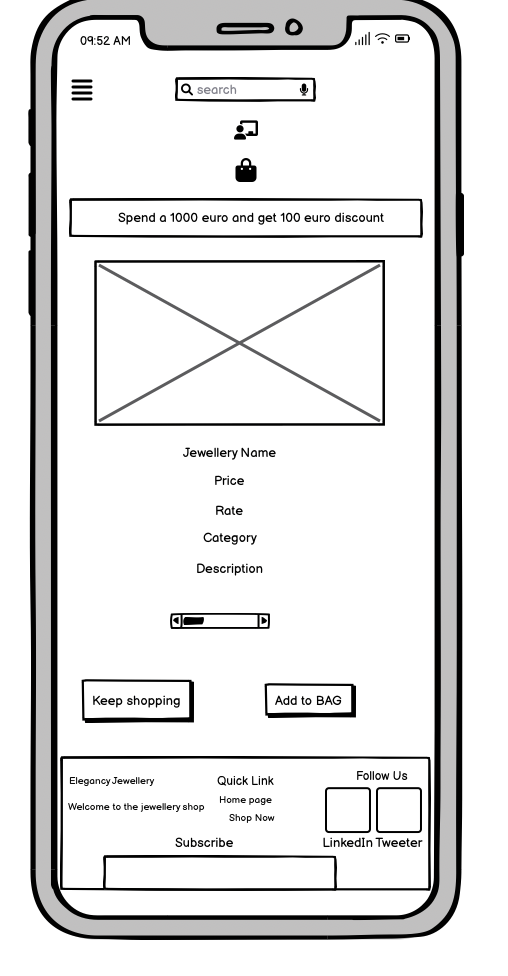 09:52 AM
search
Spend a 1000 euro and get 100 euro discount
Jewellery Name
Price
Rate
Category
Description
Keep shopping
Add to BAG
Elegancy Jewellery
Welcome to the jewellery shop
Quick Link
Home page
Shop Now
Follow Us
LinkedIn Tweeter
Subscribe